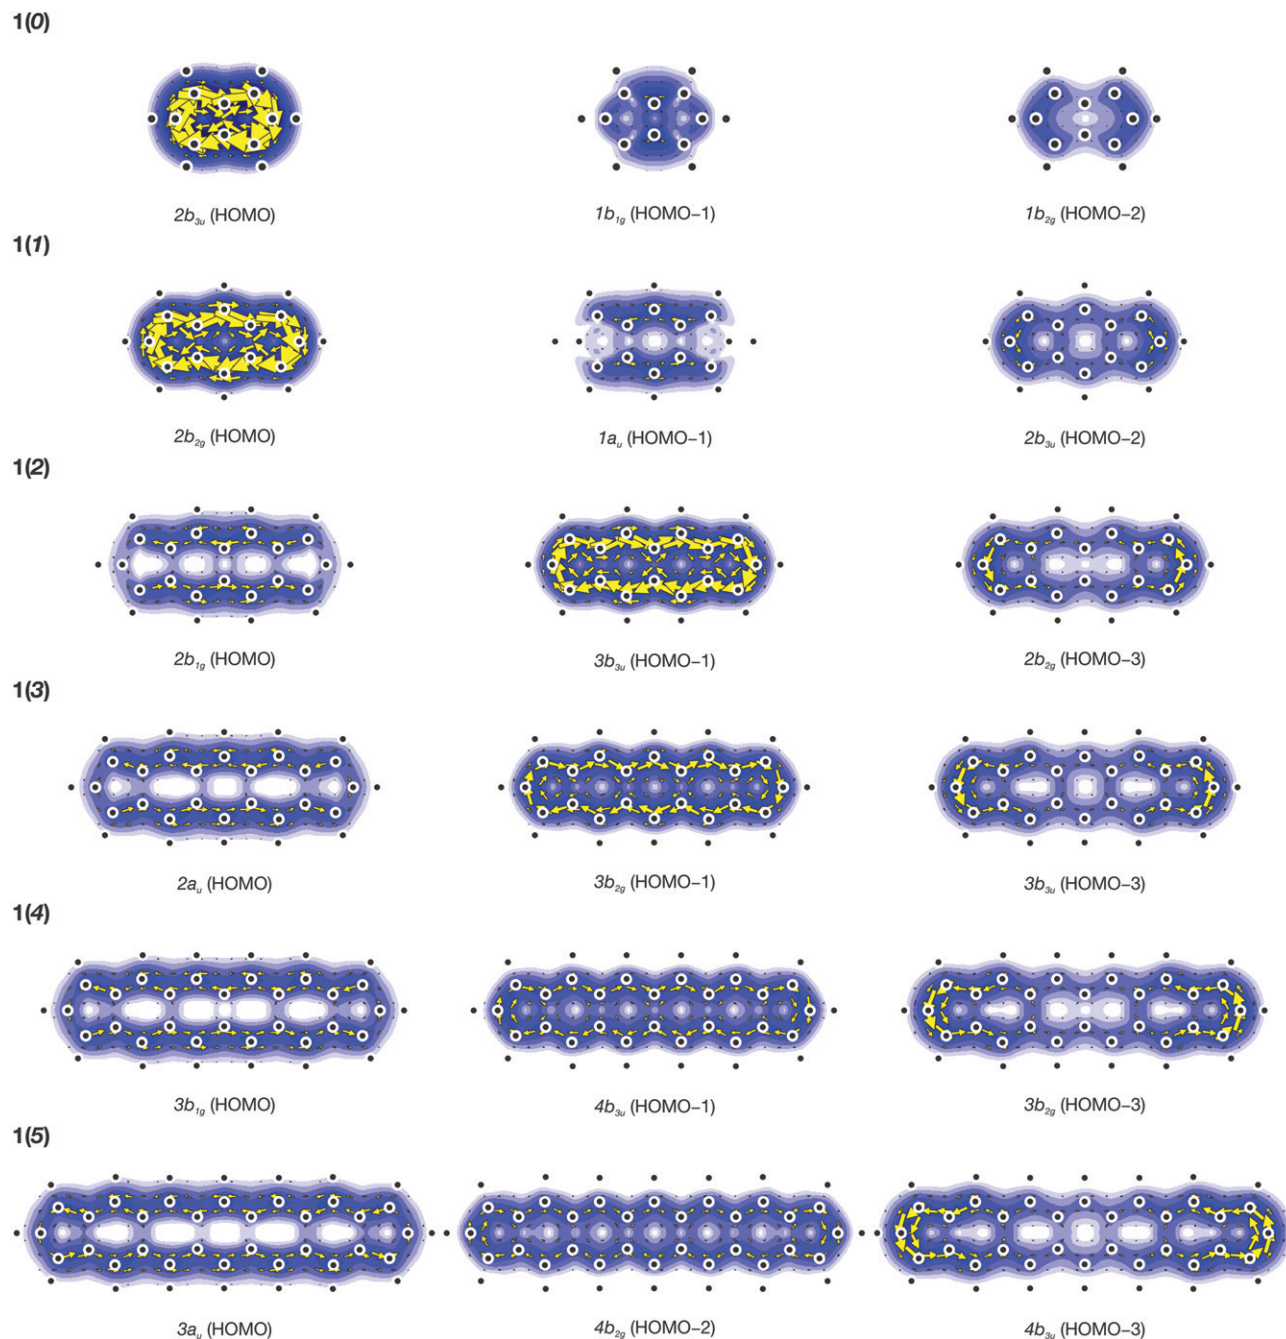 1(0)
2b3u (HOMO)
1b1g (HOMO−1)
1b2g (HOMO−2)
1(1)
2b2g (HOMO)
1au (HOMO−1)
2b3u (HOMO−2)
1(2)
2b1g (HOMO)
3b3u (HOMO−1)
2b2g (HOMO−3)
1(3)
2au (HOMO)
3b2g (HOMO−1)
3b3u (HOMO−3)
1(4)
3b1g (HOMO)
4b3u (HOMO−1)
3b2g (HOMO−3)
1(5)
3au (HOMO)
4b2g (HOMO−2)
4b3u (HOMO−3)